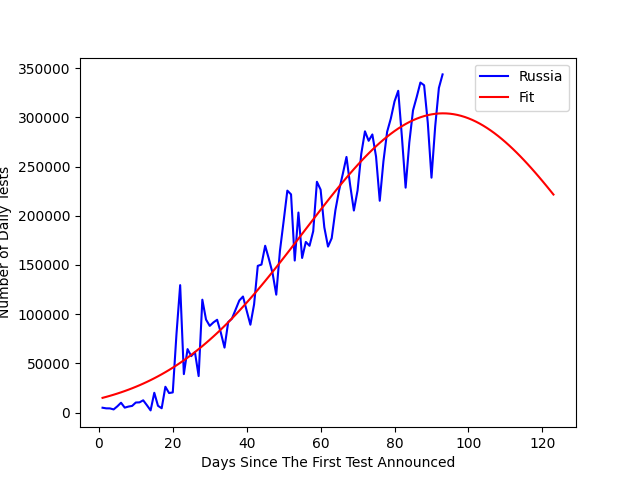 350000
300000
250000
200000
150000
100000
50000
0
Number of Daily Tests
Russia
Fit
0 20 40 60 80 100 120
Days Since The First Test Announced